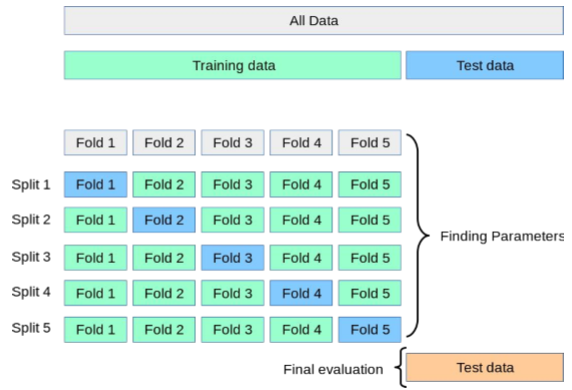 All Data
Training data Test data
Fold 1 Fold 2 Fold 3 Fold 4 Fold 5
Split 1 Fold 1 Fold 2 Fold 3 Fold 4 Fold 5
Split 2 Fold 1 Fold 2 Fold 3 Fold 4 Fold 5
Finding Parameters
Split 3 Fold 1 Fold 2 Fold 3 Fold 4 Fold 5
Split 4 Fold 1 Fold 2 Fold 3 Fold 4 Fold 5
Split 5 Fold 1 Fold 2 Fold 3 Fold 4 Fold 5
Final evaluation Test data